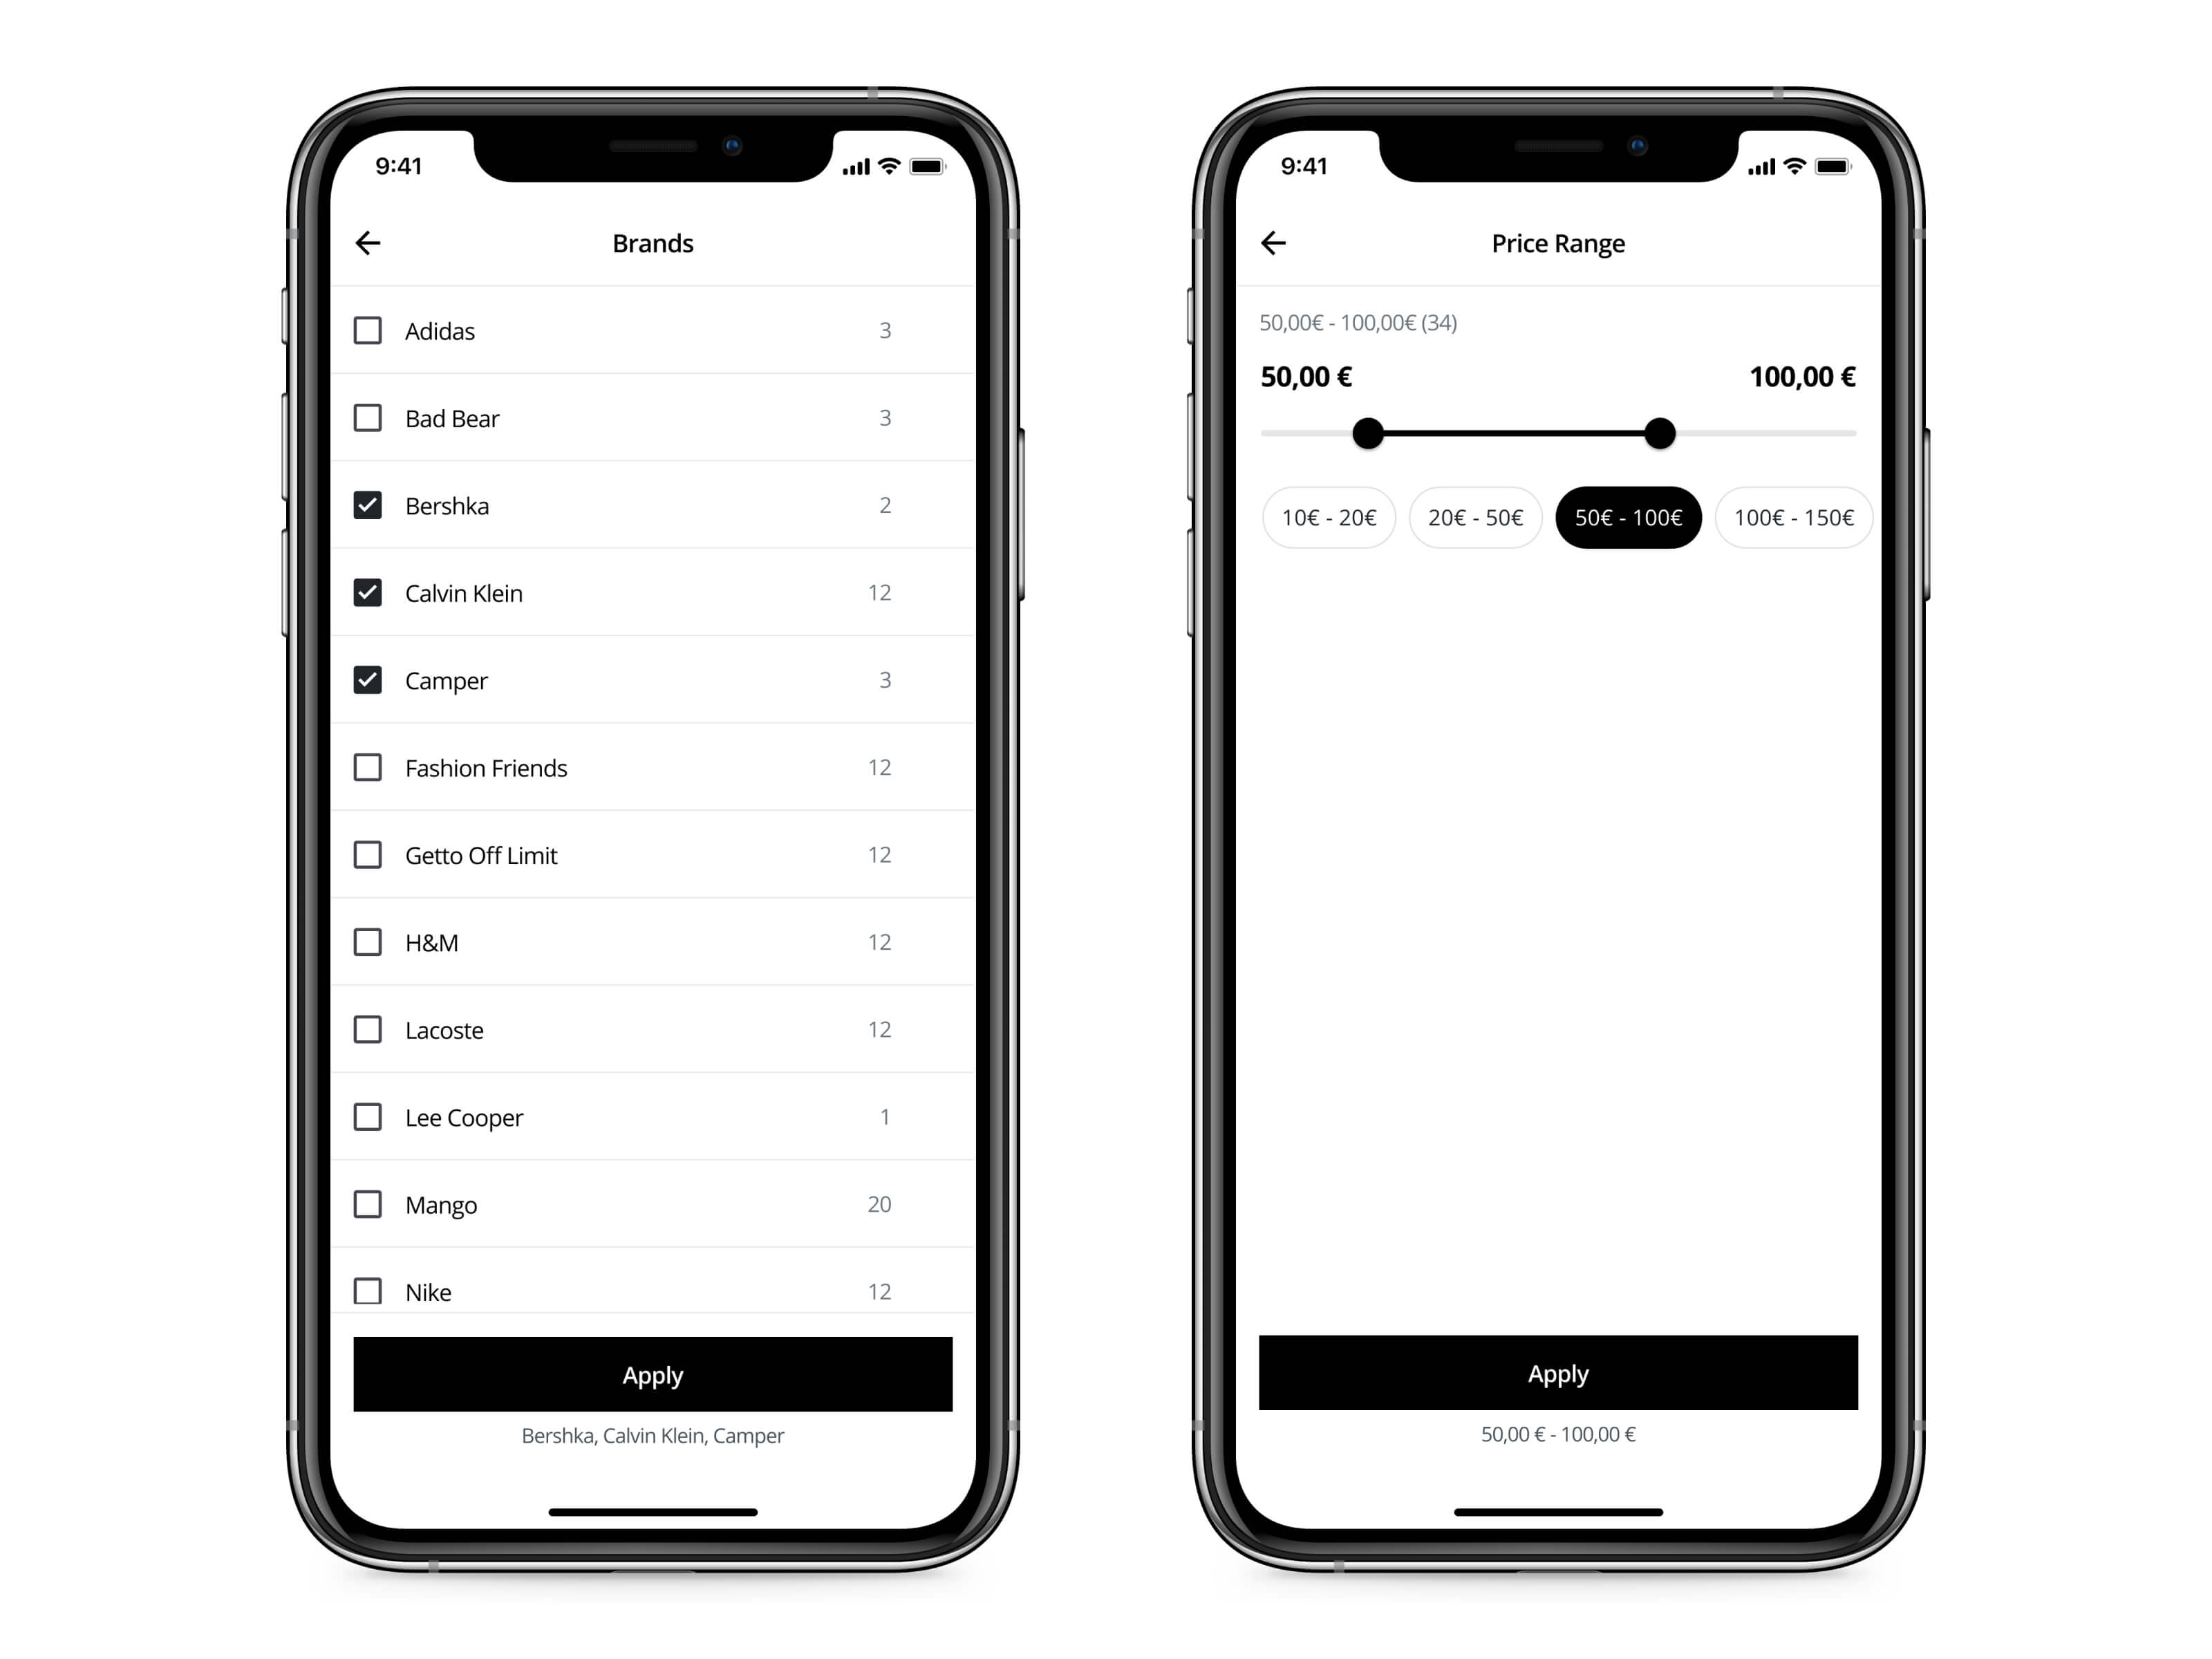 9:41
Brands
Adidas 3
Bad Bear 3
Bershka 2
Calvin Klein 12
Camper 3
Fashion Friends 12
Getto Off Limit 12
H&M 12
Lacoste 12
Lee Cooper 1
Mango 20
Nike 12
Apply
Bershka, Calvin Klein, Camper
9:41
Price Range
50,00€ - 100,00€ (34)
50,00 € 100,00 €
10€ - 20€ 20€ - 50€ 50€ - 100€ 100€ - 150€
Apply
50,00 € - 100,00 €